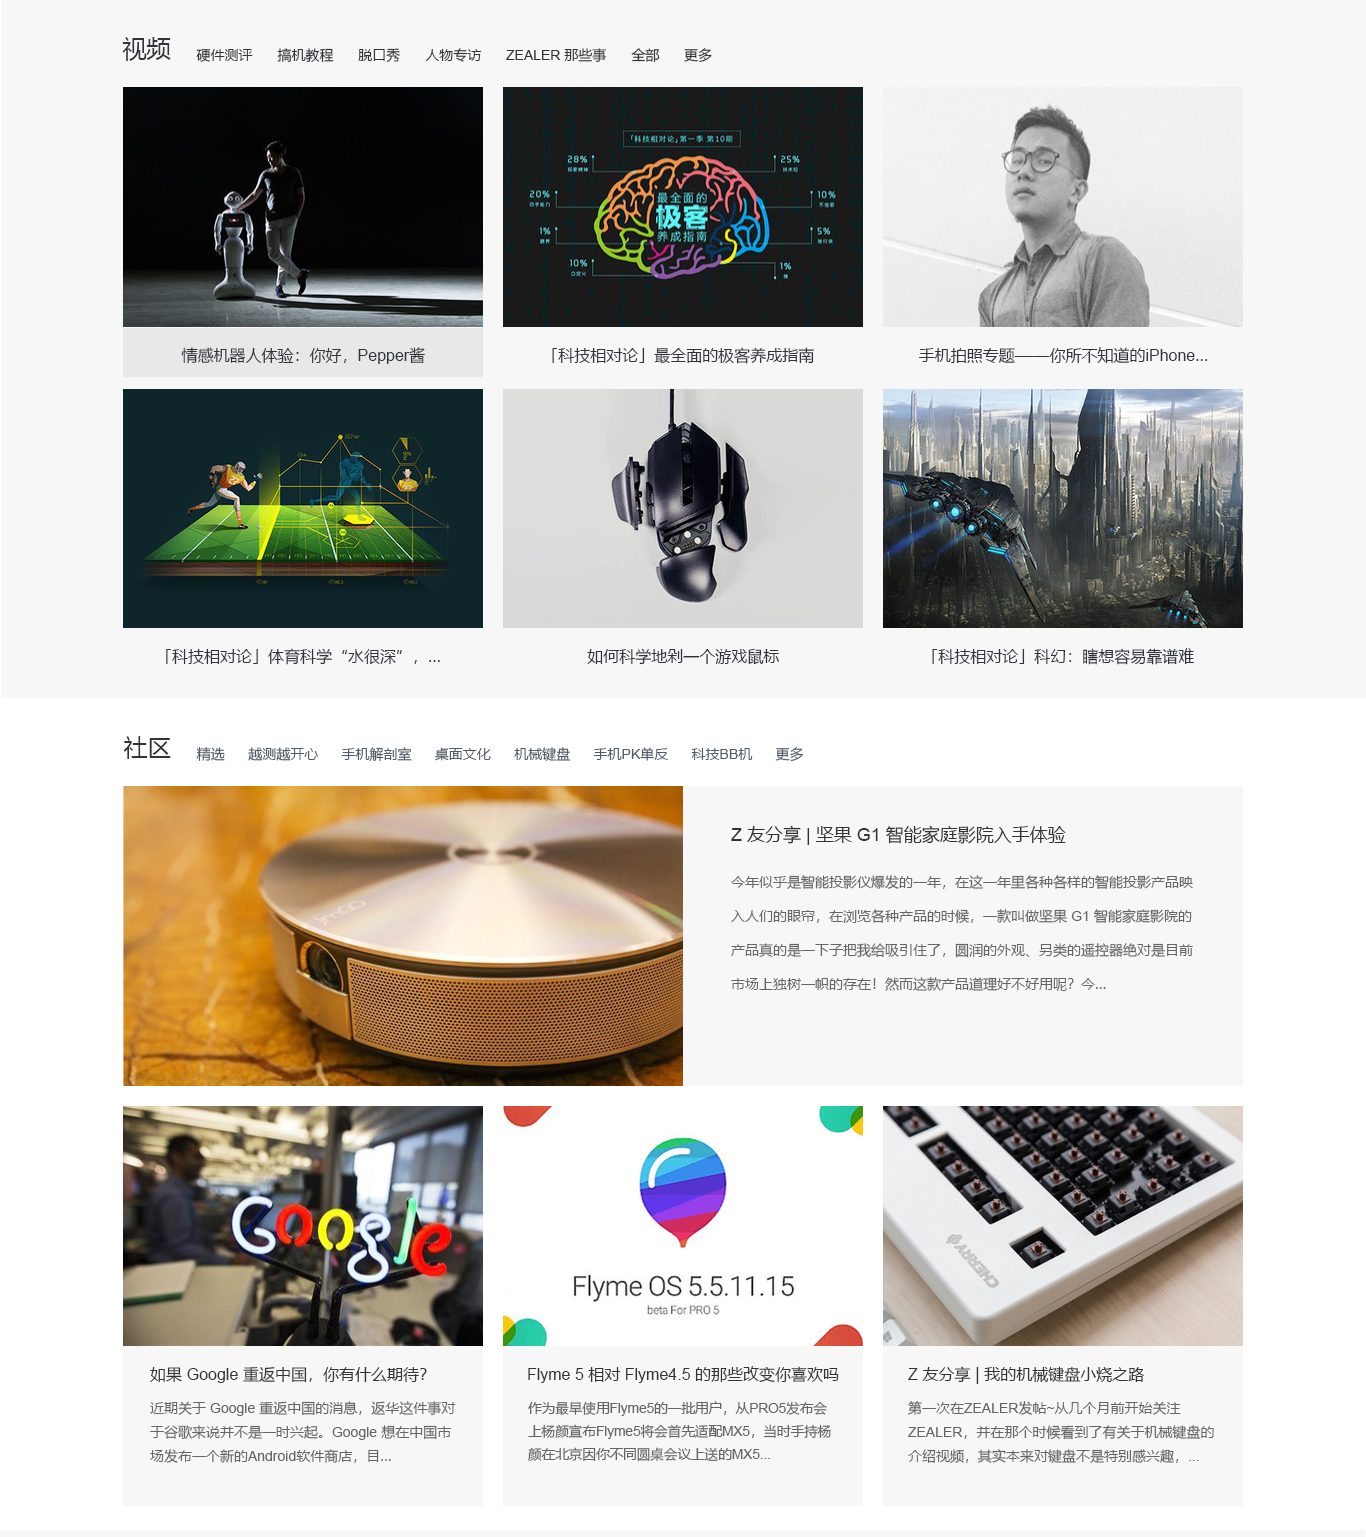 视频 硬件测评 搞机教程 脱口秀 人物专访 ZEALER 那些事 全部 更多
「科技相对论」第一季 第10期
28%
25%
20%
10%
1%
5%
10%
1%
最全面的
极客
养成指南
情感机器人体验：你好，Pepper酱
「科技相对论」最全面的极客养成指南
手机拍照专题——你所不知道的iPhone...
「科技相对论」体育科学“水很深”，...
如何科学地剁一个游戏鼠标
「科技相对论」科幻：瞎想容易靠谱难
社区 精选 越测越开心 手机解剖室 桌面文化 机械键盘 手机PK单反 科技BB机 更多
Z 友分享 | 坚果 G1 智能家庭影院入手体验
今年似乎是智能投影仪爆发的一年，在这一年里各种各样的智能投影产品映
入人们的眼帘，在浏览各种产品的时候，一款叫做坚果 G1 智能家庭影院的
产品真的是一下子把我给吸引住了，圆润的外观、另类的遥控器绝对是目前
市场上独树一帜的存在！然而这款产品道理好不好用呢？今...
Google
Flyme OS 5.5.11.15
beta For PRO 5
CHERRY
如果 Google 重返中国，你有什么期待？
近期关于 Google 重返中国的消息，返华这件事对
于谷歌来说并不是一时兴起。Google 想在中国市
场发布一个新的Android软件商店，目...
Flyme 5 相对 Flyme4.5 的那些改变你喜欢吗
作为最早使用Flyme5的一批用户，从PRO5发布会
上杨颜宣布Flyme5将会首先适配MX5，当时手持杨
颜在北京因你不同圆桌会议上送的MX5...
Z 友分享 | 我的机械键盘小烧之路
第一次在ZEALER发帖~从几个月前开始关注
ZEALER，并在那个时候看到了有关于机械键盘的
介绍视频，其实本来对键盘不是特别感兴趣，...